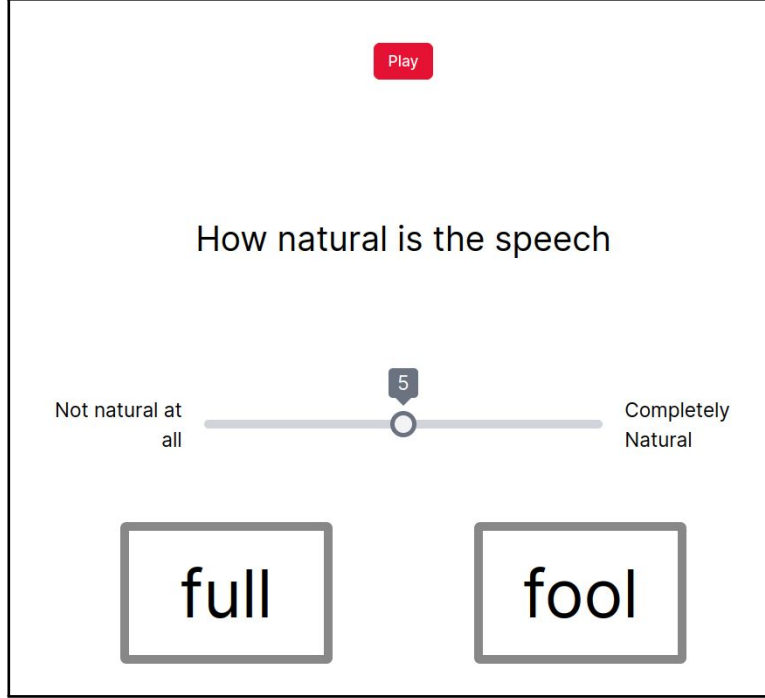 Play
How natural is the speech
5
Not natural at
all
Completely
Natural
full
fool